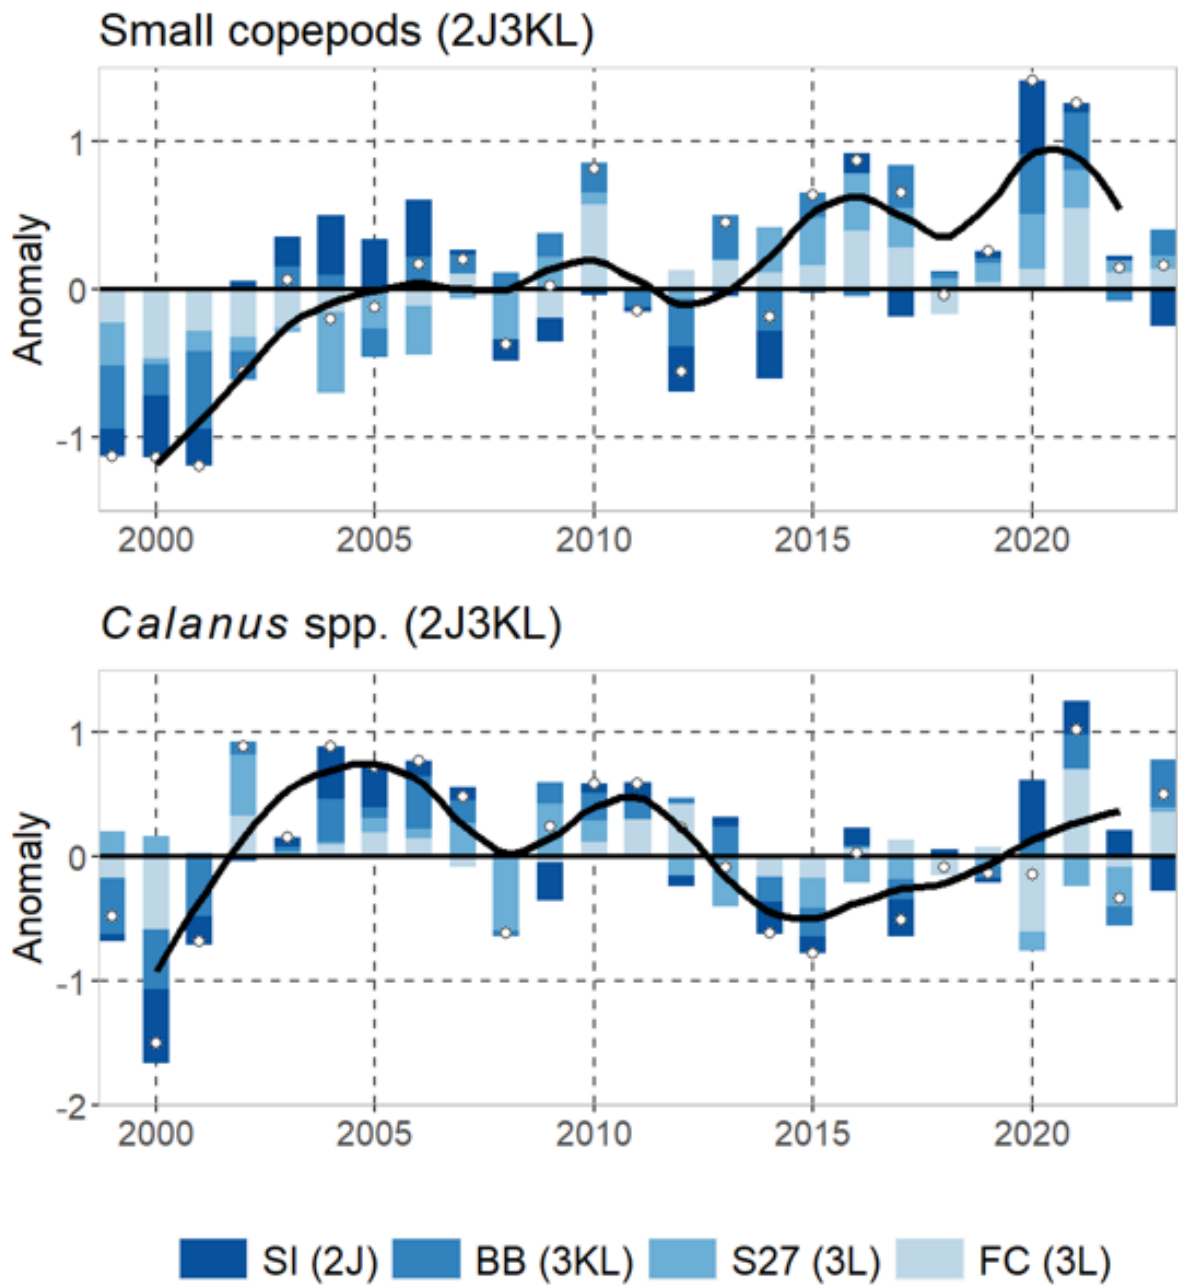 Small copepods (2J3KL)
Anomaly
1
0
-1
2000 2005 2010 2015 2020
Calanus spp. (2J3KL)
Anomaly
1
0
-1
-2
2000 2005 2010 2015 2020
SI (2J) BB (3KL) S27 (3L) FC (3L)